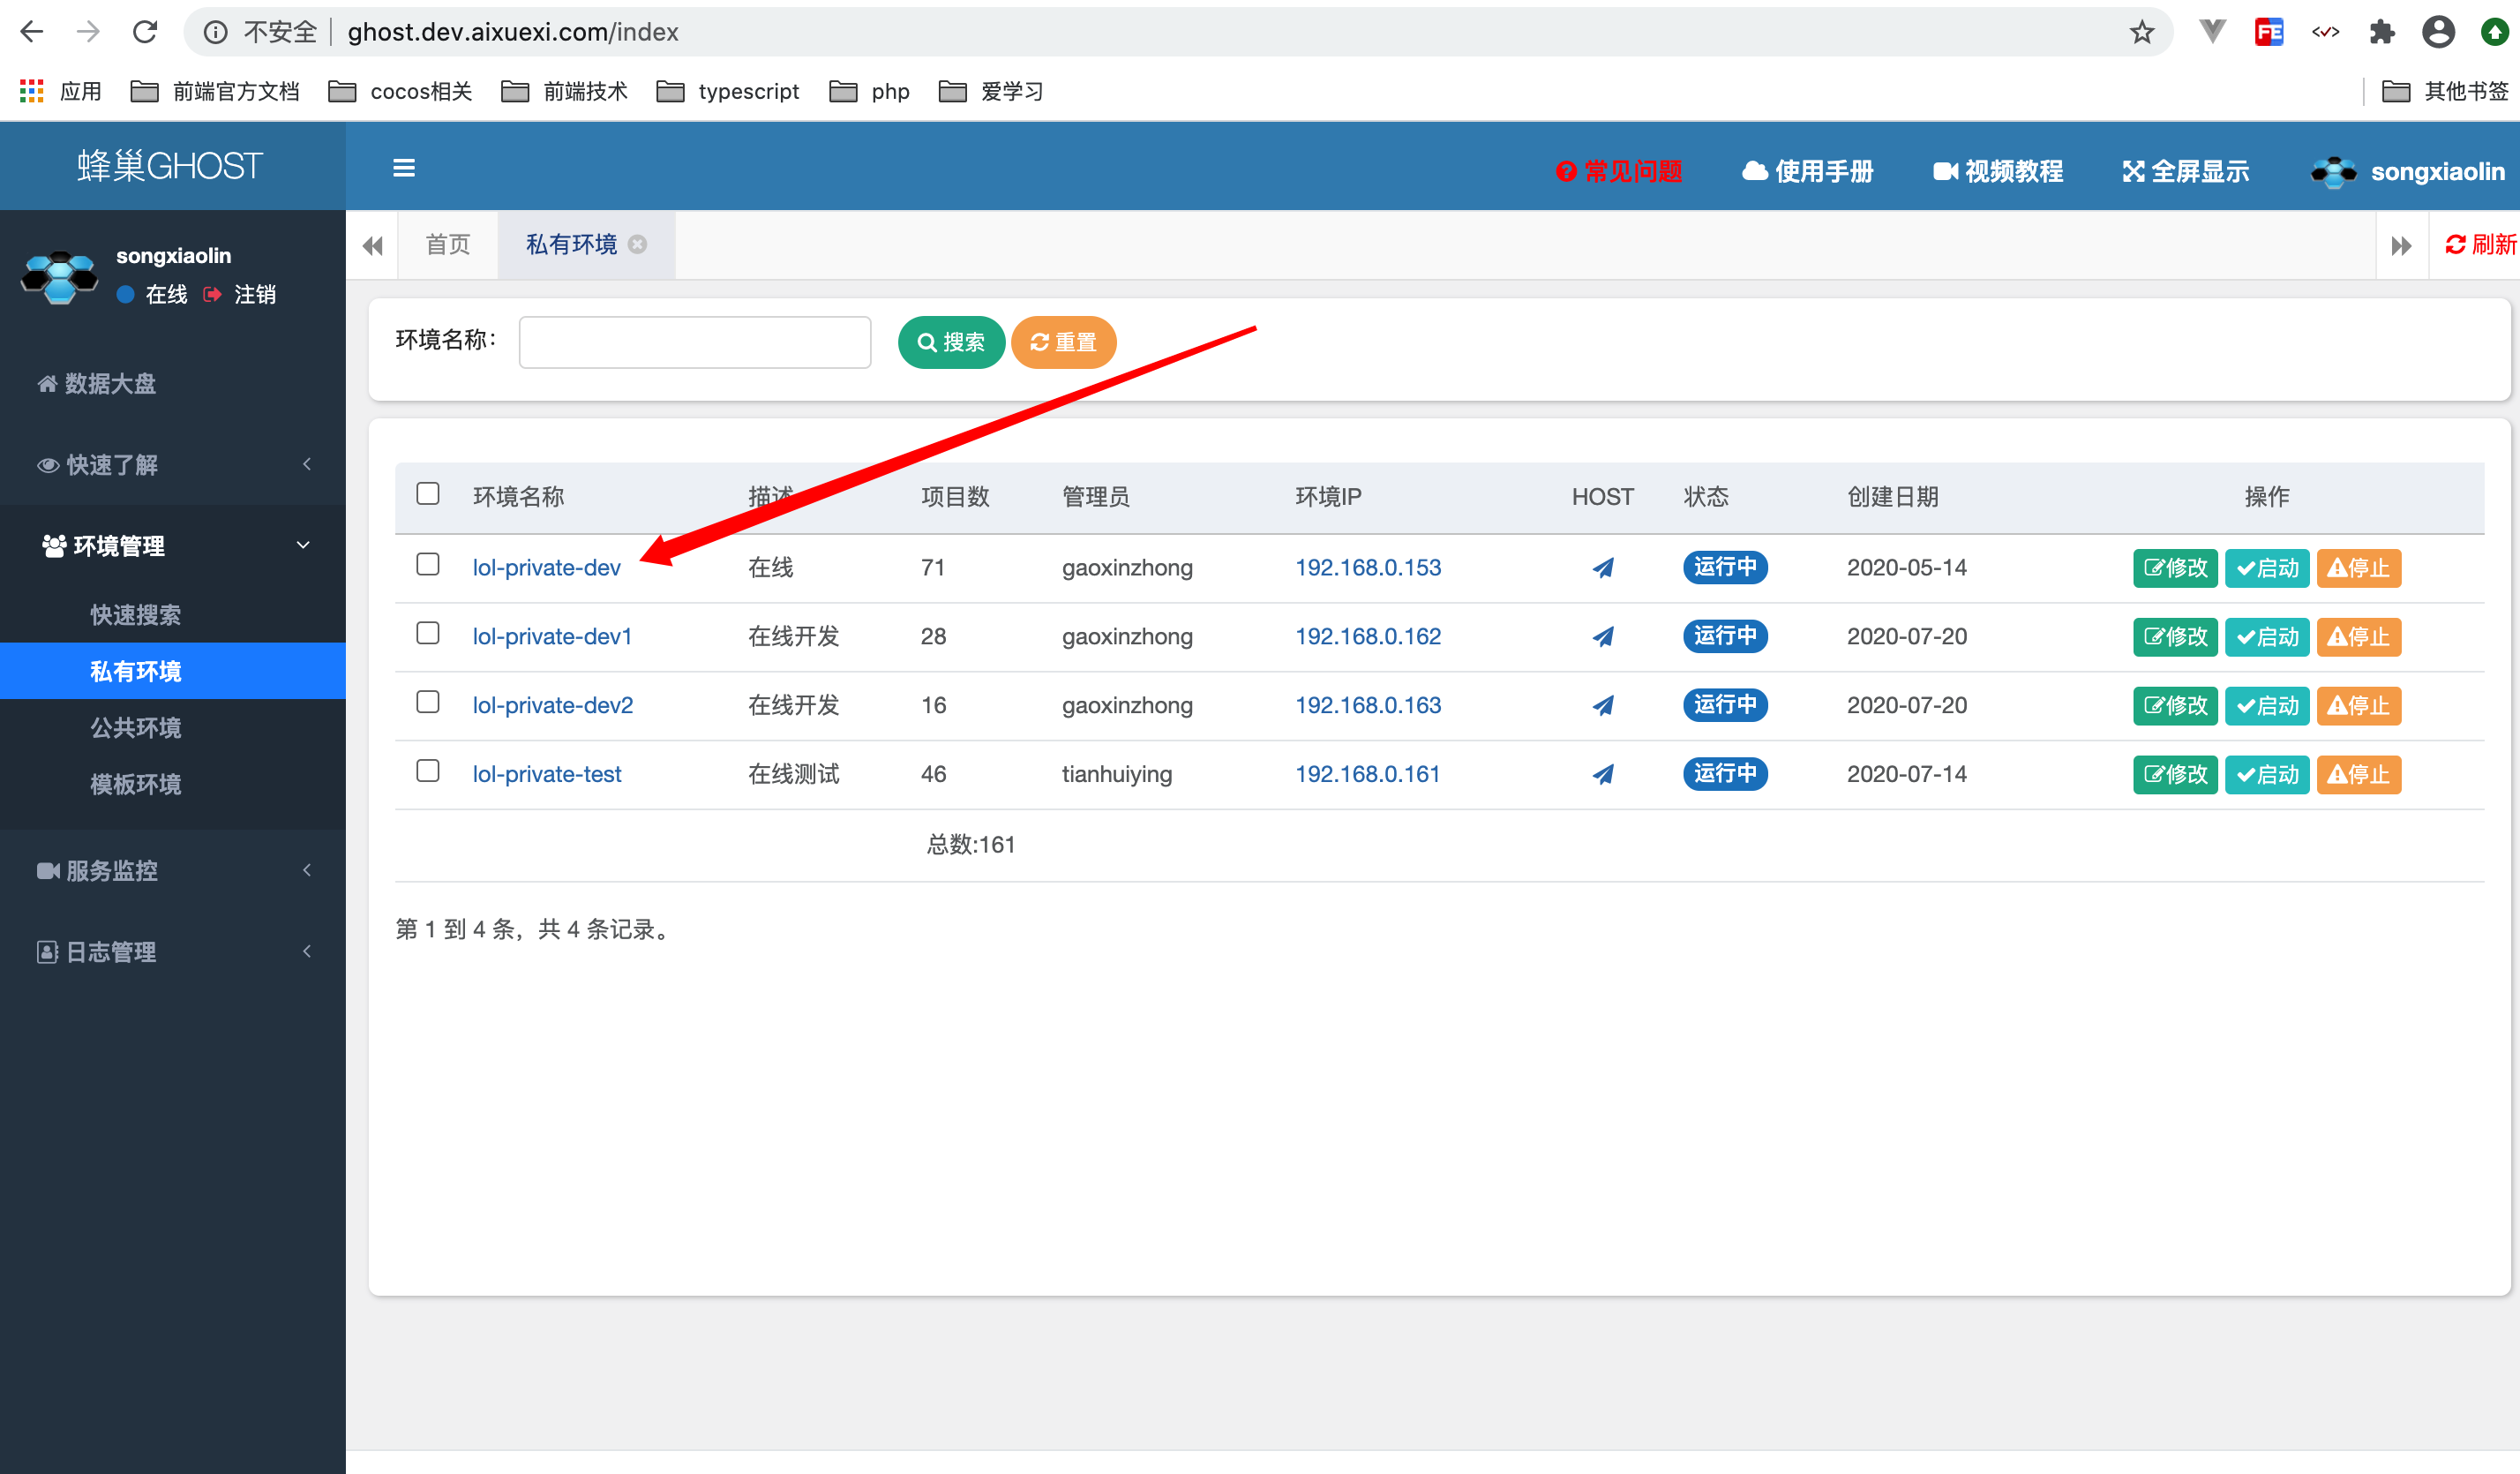 不安全 ghost.dev.aixuexi.com/index
应用 前端官方文档 cocos相关 前端技术 typescript php 爱学习 其他书签
蜂巢GHOST 常见问题 使用手册 视频教程 全屏显示 songxiaolin
songxiaolin
在线 注销
首页 私有环境 刷新
数据大盘
快速了解
环境管理
快速搜索
私有环境
公共环境
模板环境
服务监控
日志管理
环境名称: 搜索 重置
环境名称 描述 项目数 管理员 环境IP HOST 状态 创建日期 操作
lol-private-dev 在线 71 gaoxinzhong 192.168.0.153 运行中 2020-05-14 修改 启动 停止
lol-private-dev1 在线开发 28 gaoxinzhong 192.168.0.162 运行中 2020-07-20 修改 启动 停止
lol-private-dev2 在线开发 16 gaoxinzhong 192.168.0.163 运行中 2020-07-20 修改 启动 停止
lol-private-test 在线测试 46 tianhuiying 192.168.0.161 运行中 2020-07-14 修改 启动 停止
总数:161
第 1 到 4 条，共 4 条记录。
FE